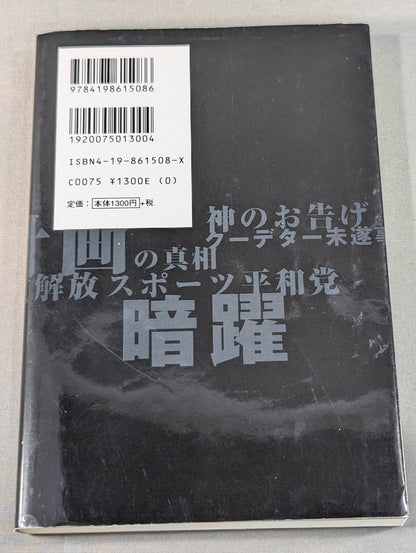 9784198615086
1920075013004
ISBN4-19-861508-X
C0075 ¥1300E (0)
定価：本体1300円+税
神のお告げ
クーデター未遂事
計画の真相
解放 スポーツ平和党
暗躍